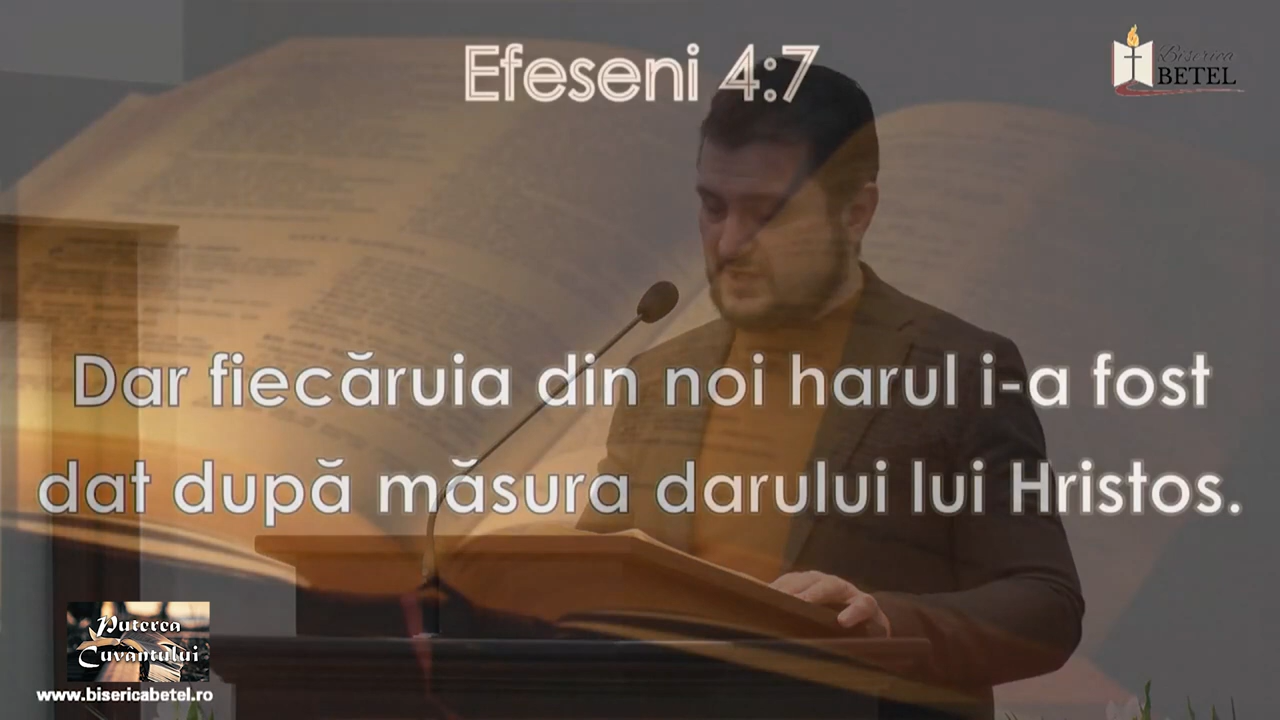 Efeseni 4:7
Biserica
BETEL
Dar fiecăruia din noi harul i-a fost
dat după măsura darului lui Hristos.
Puterea
Cuvantului
www.bisericabetel.ro